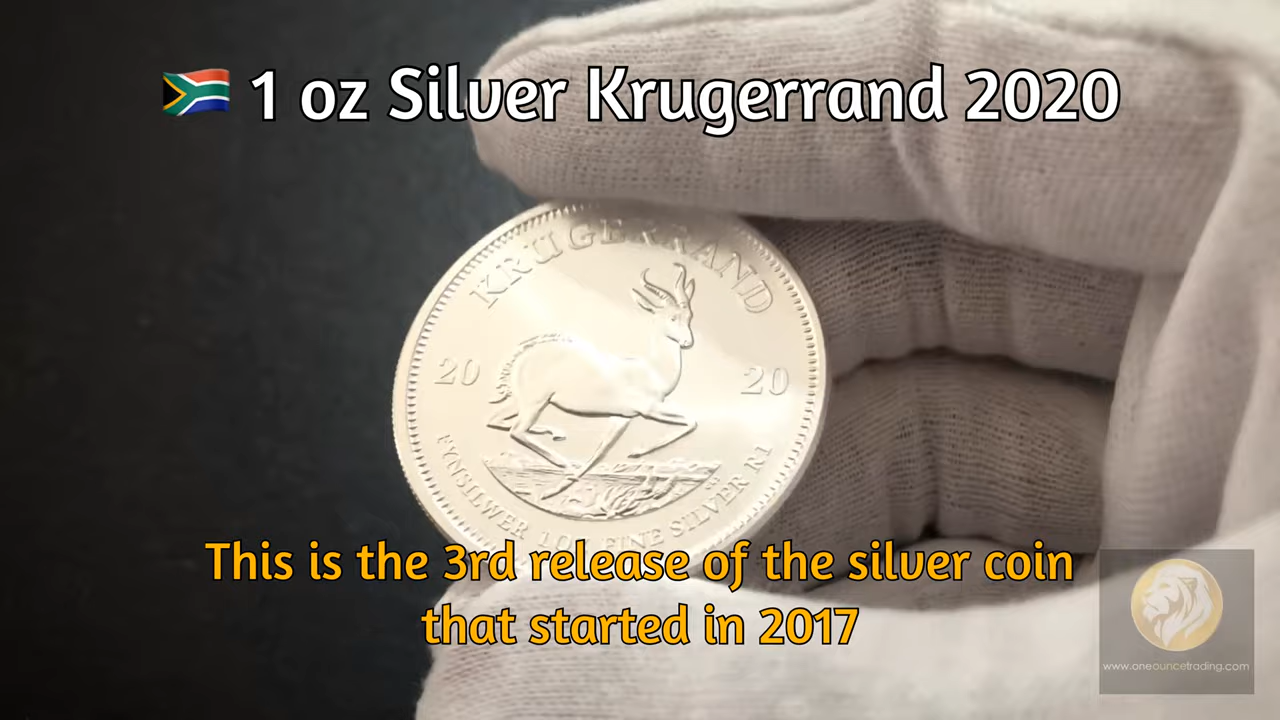 🇿🇦 1 oz Silver Krugerrand 2020
KRUGERRAND
20 20
FYNSILWER 1 OZ FINE SILVER R1
This is the 3rd release of the silver coin
that started in 2017
www.oneouncetrading.com